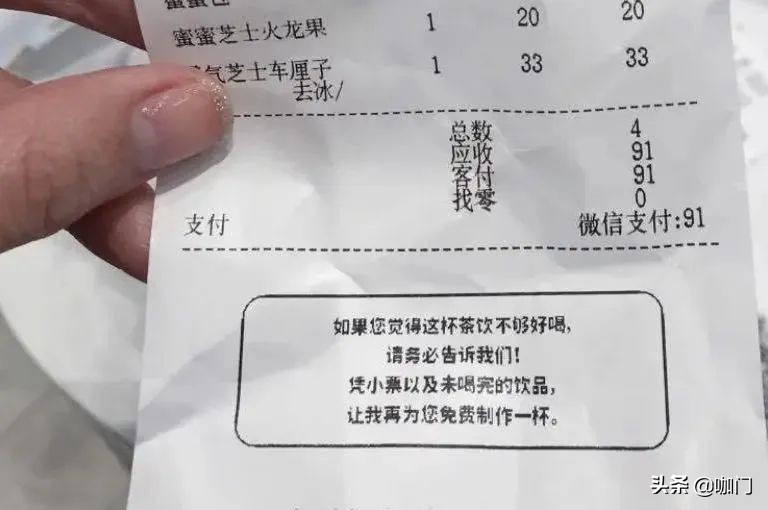 蜜蜜芝士火龙果 1 20 20
气芝士车厘子 1 33 33
去冰/
总数 4
应收 91
客付 91
找零 0
支付 微信支付:91
如果您觉得这杯茶饮不够好喝,
请务必告诉我们!
凭小票以及未喝完的饮品,
让我再为您免费制作一杯。
头条 @咖门